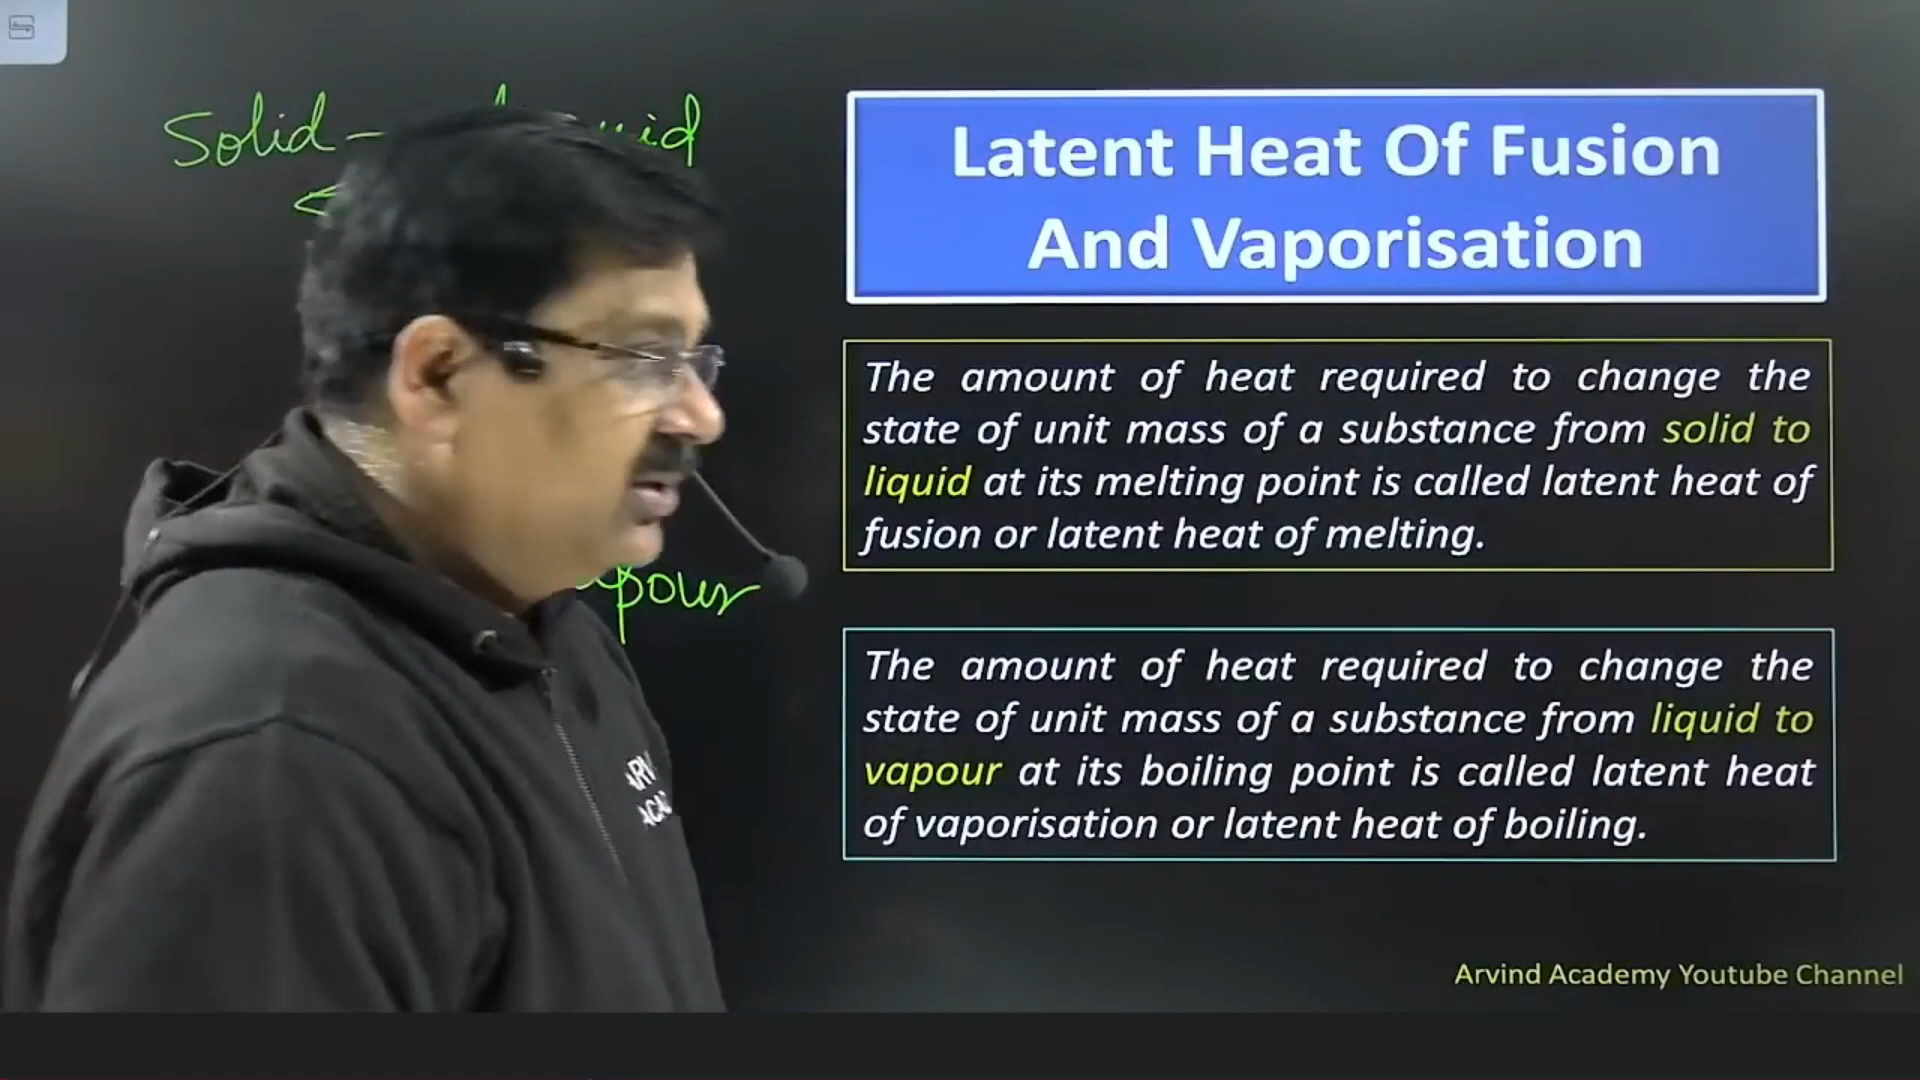 Solid -
Latent Heat Of Fusion
And Vaporisation
The amount of heat required to change the
state of unit mass of a substance from solid to
liquid at its melting point is called latent heat of
fusion or latent heat of melting.
The amount of heat required to change the
state of unit mass of a substance from liquid to
vapour at its boiling point is called latent heat
of vaporisation or latent heat of boiling.
Arvind Academy Youtube Channel